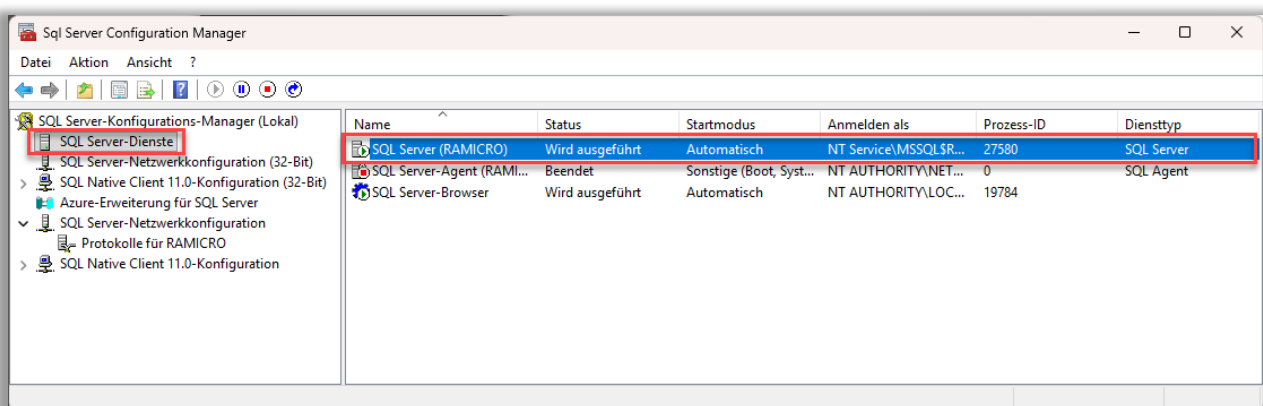 Sql Server Configuration Manager
Datei Aktion Ansicht ?
SQL Server-Konfigurations-Manager (Lokal)
SQL Server-Dienste
SQL Server-Netzwerkkonfiguration (32-Bit)
SQL Native Client 11.0-Konfiguration (32-Bit)
Azure-Erweiterung für SQL Server
SQL Server-Netzwerkkonfiguration
Protokolle für RAMICRO
SQL Native Client 11.0-Konfiguration
Name Status Startmodus Anmelden als Prozess-ID Diensttyp
SQL Server (RAMICRO) Wird ausgeführt Automatisch NT Service\MSSQL$R... 27580 SQL Server
SQL Server-Agent (RAMI... Beendet Sonstige (Boot, Syst... NT AUTHORITY\NET... 0 SQL Agent
SQL Server-Browser Wird ausgeführt Automatisch NT AUTHORITY\LOC... 19784